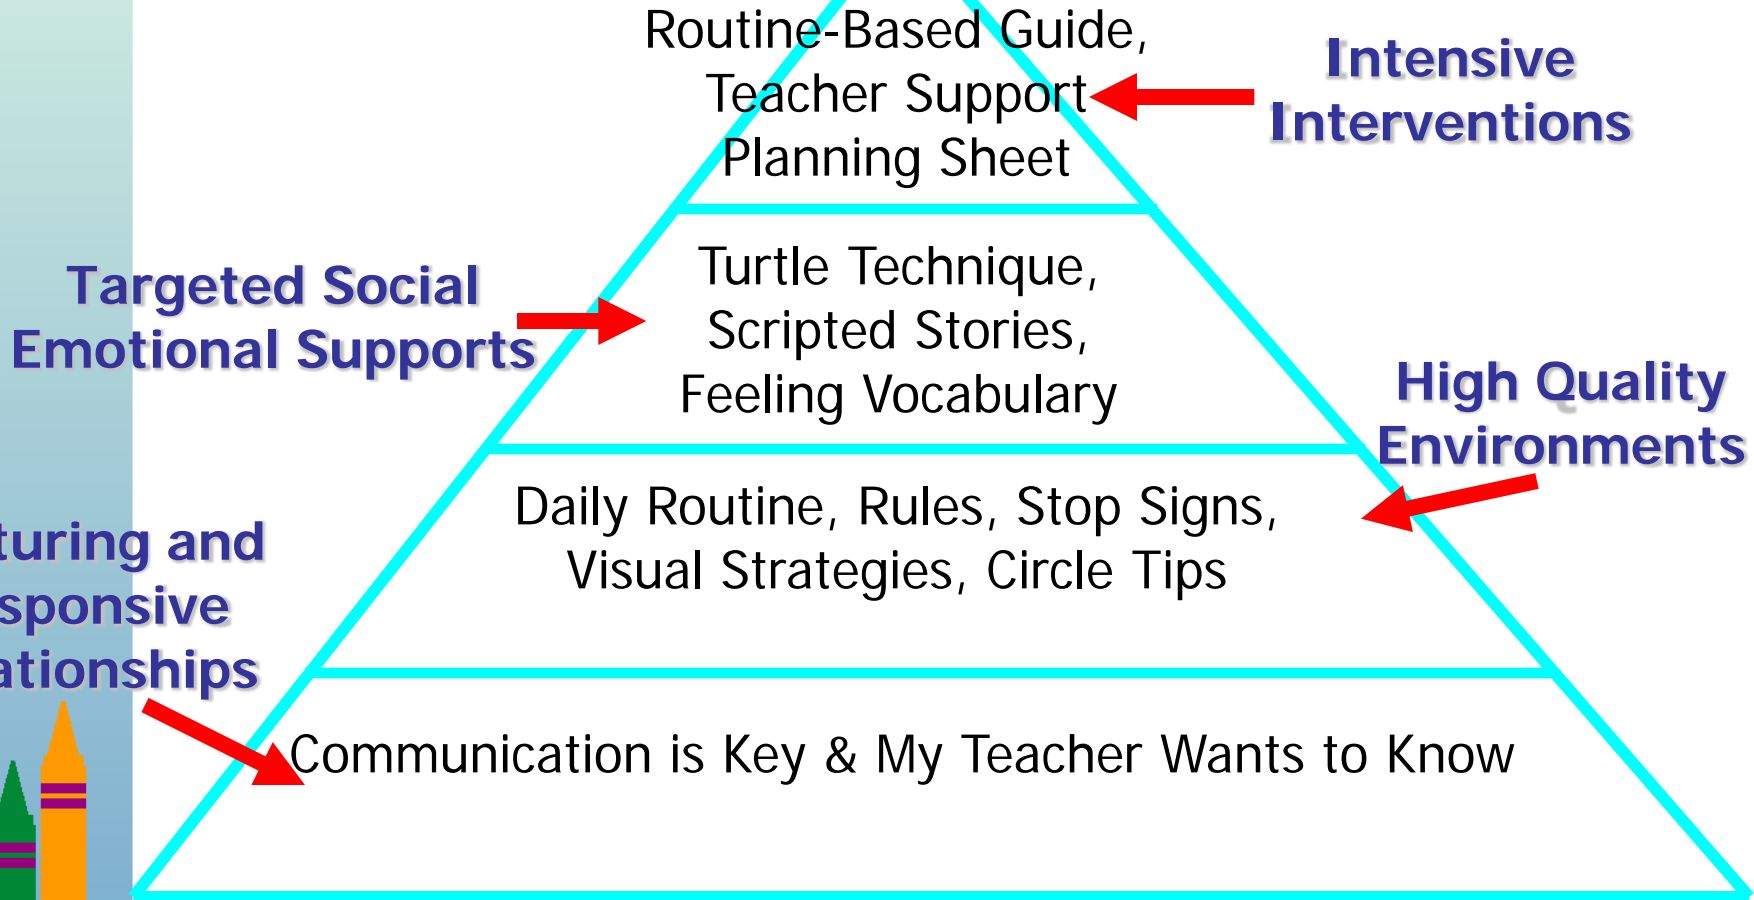 Routine-Based Guide,
Teacher Support
Planning Sheet
Intensive
Interventions
Targeted Social
Emotional Supports
Turtle Technique,
Scripted Stories,
Feeling Vocabulary
High Quality
Environments
Daily Routine, Rules, Stop Signs,
Visual Strategies, Circle Tips
turing and
sponsive
ationships
Communication is Key & My Teacher Wants to Know